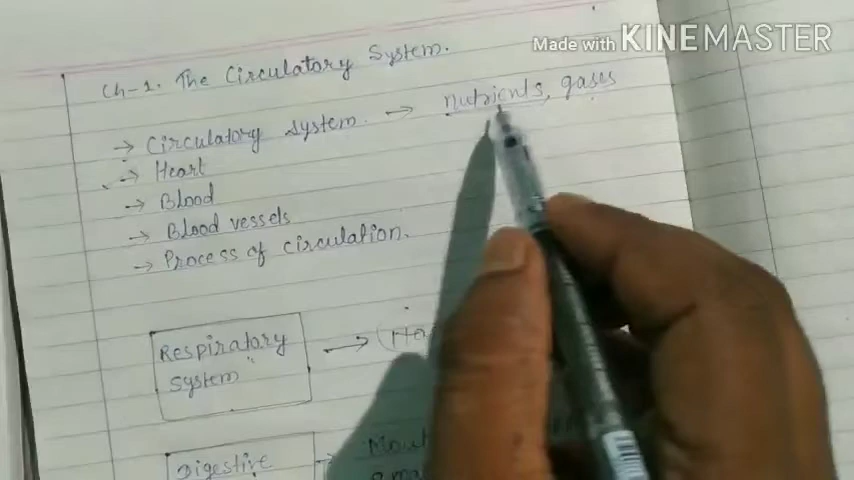 Made with KINEMASTER
Ch-1. The Circulatory System.
→ Circulatory System. → nutrients, gases
→ Heart
→ Blood
→ Blood vessels
→ Process of circulation.
Respiratory → (
System
Digestive →